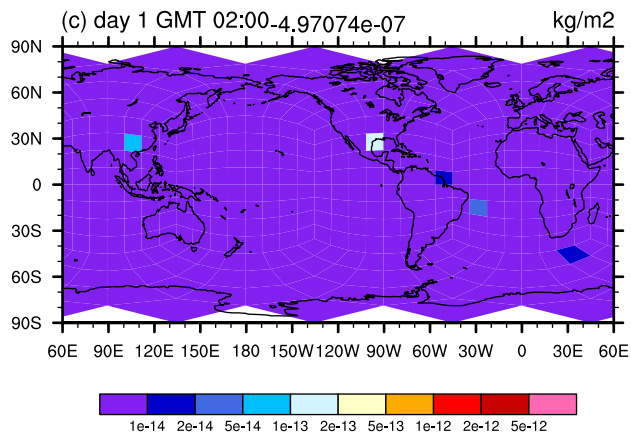 (c) day 1 GMT 02:00 -4.97074e-07 kg/m2
90N
60N
30N
0
30S
60S
90S
60E 90E 120E 150E 180 150W 120W 90W 60W 30W 0 30E 60E
1e-14 2e-14 5e-14 1e-13 2e-13 5e-13 1e-12 2e-12 5e-12